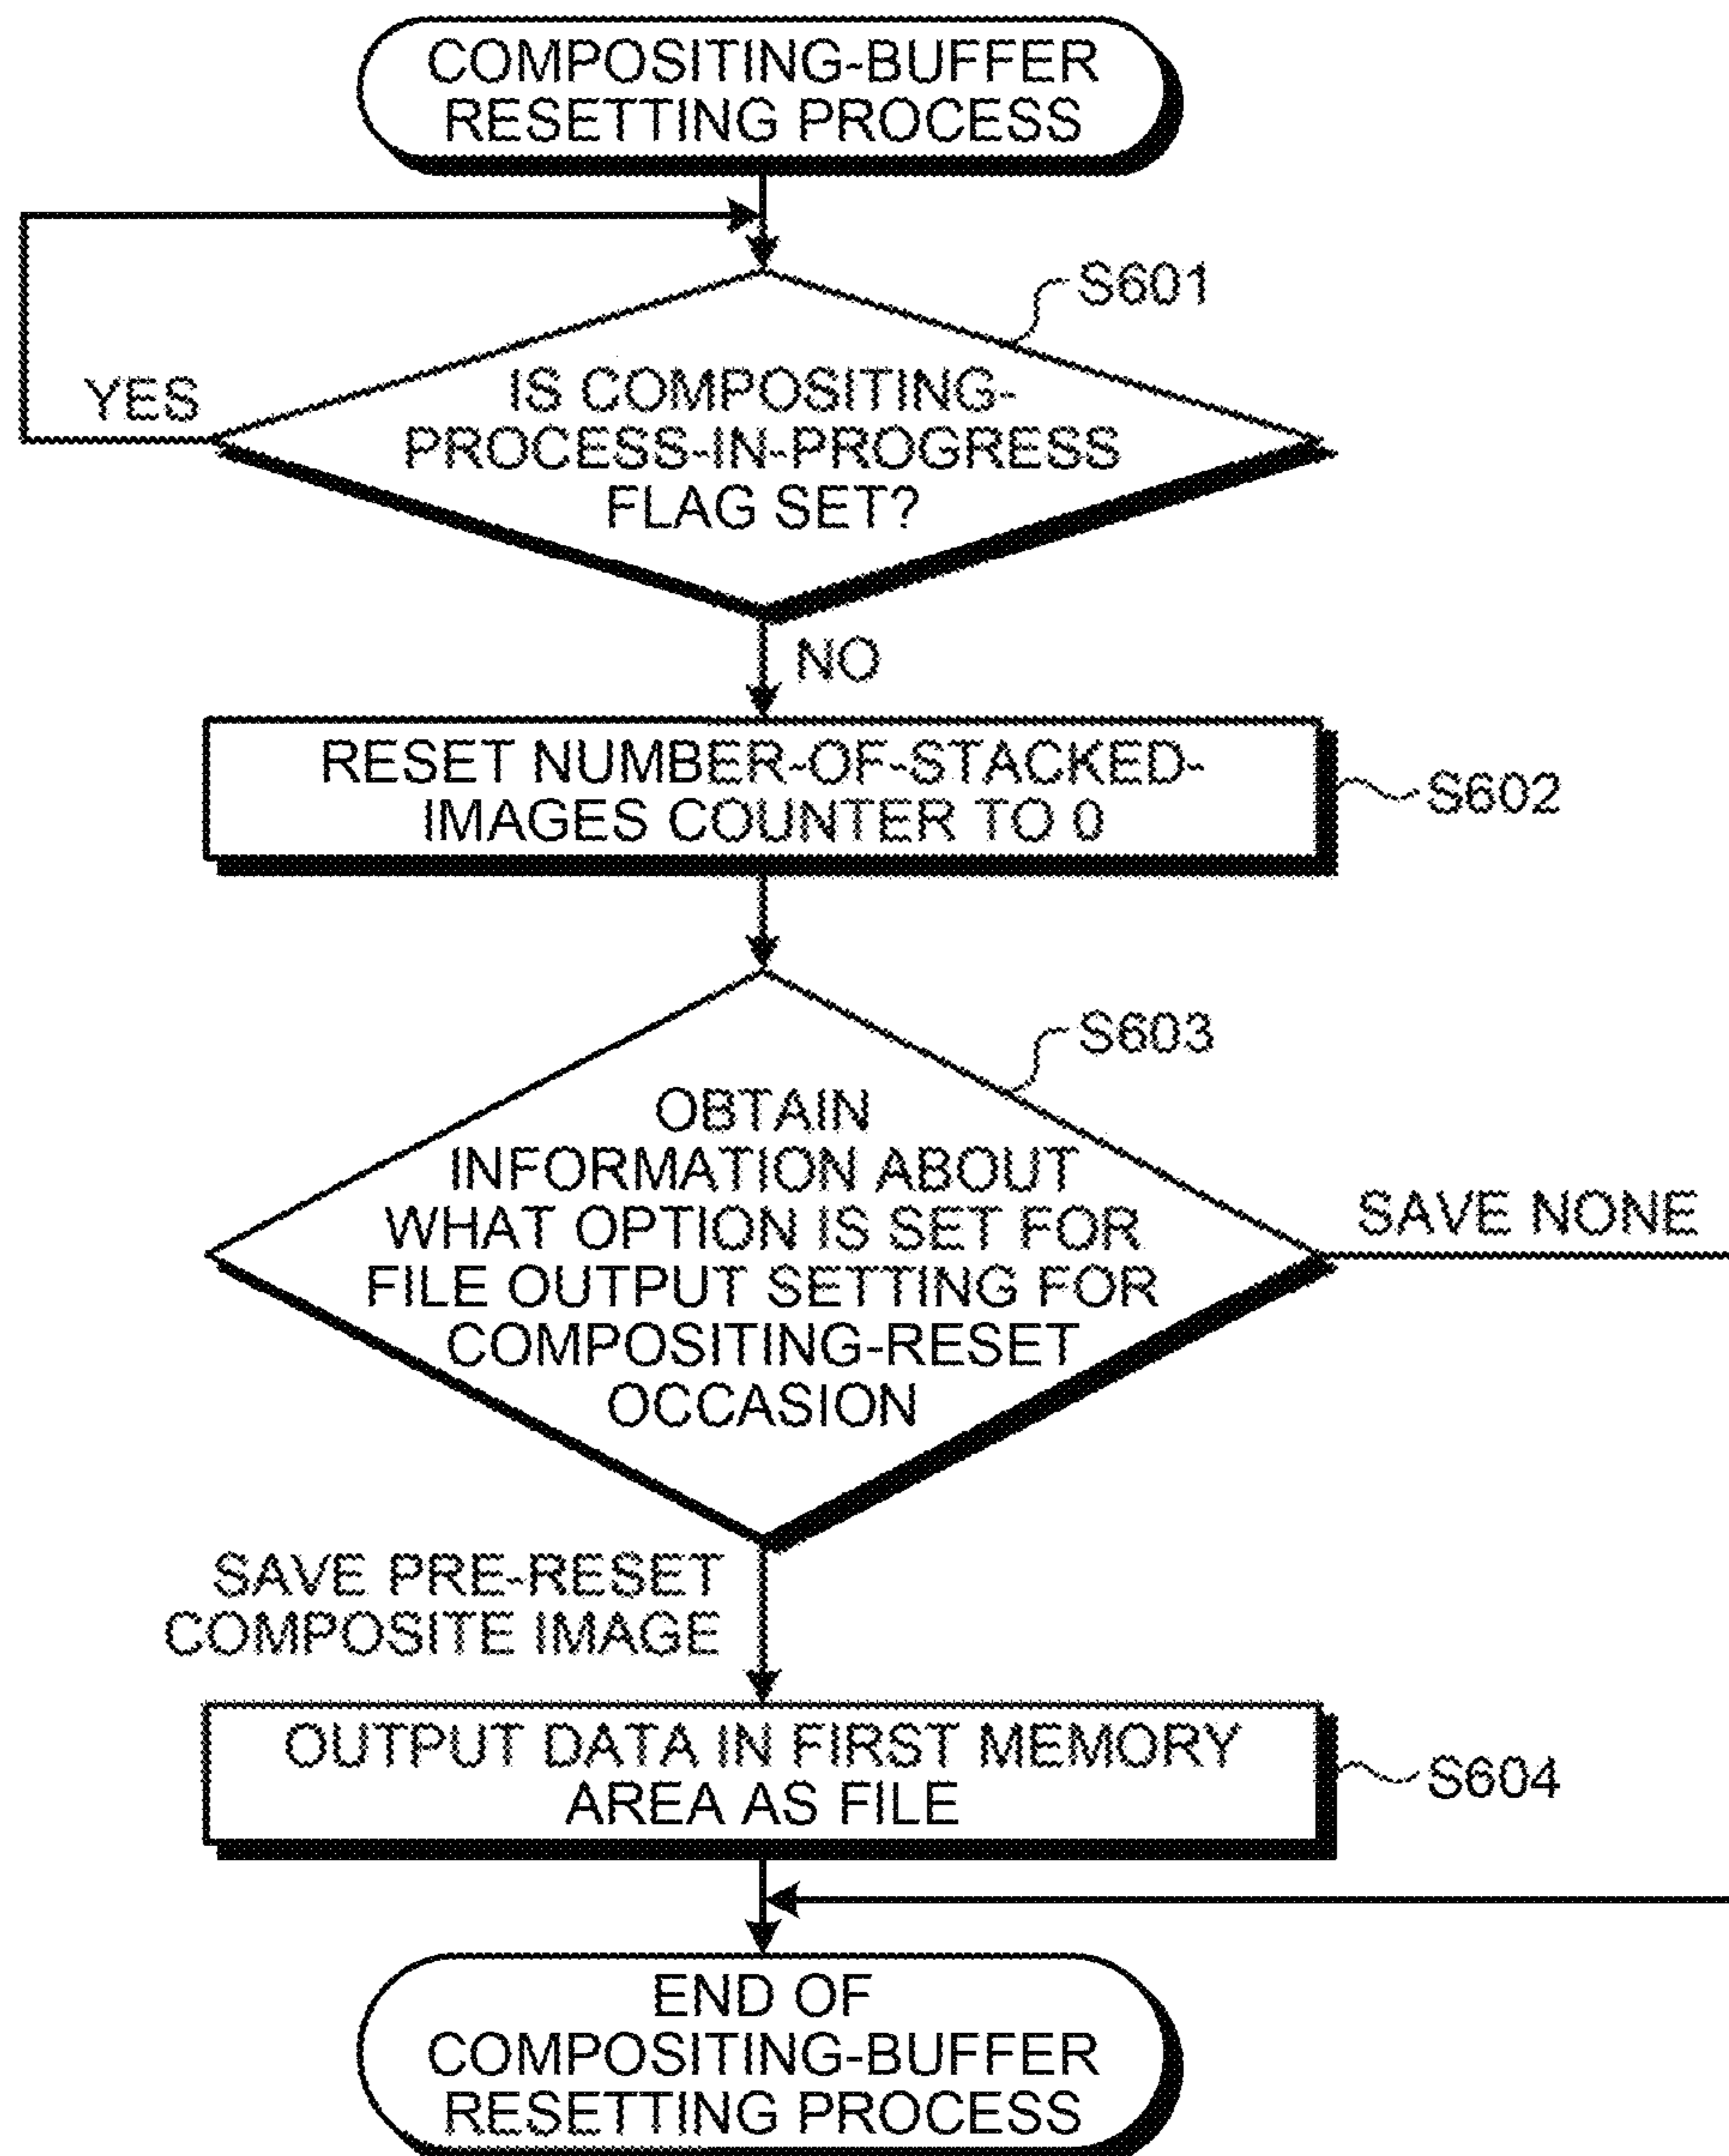 COMPOSITING-BUFFER
RESETTING PROCESS
S601
YES
IS COMPOSITING-
PROCESS-IN-PROGRESS
FLAG SET?
NO
RESET NUMBER-OF-STACKED-
IMAGES COUNTER TO 0
S602
S603
OBTAIN
INFORMATION ABOUT
WHAT OPTION IS SET FOR
FILE OUTPUT SETTING FOR
COMPOSITING-RESET
OCCASION
SAVE NONE
SAVE PRE-RESET
COMPOSITE IMAGE
OUTPUT DATA IN FIRST MEMORY
AREA AS FILE
S604
END OF
COMPOSITING-BUFFER
RESETTING PROCESS